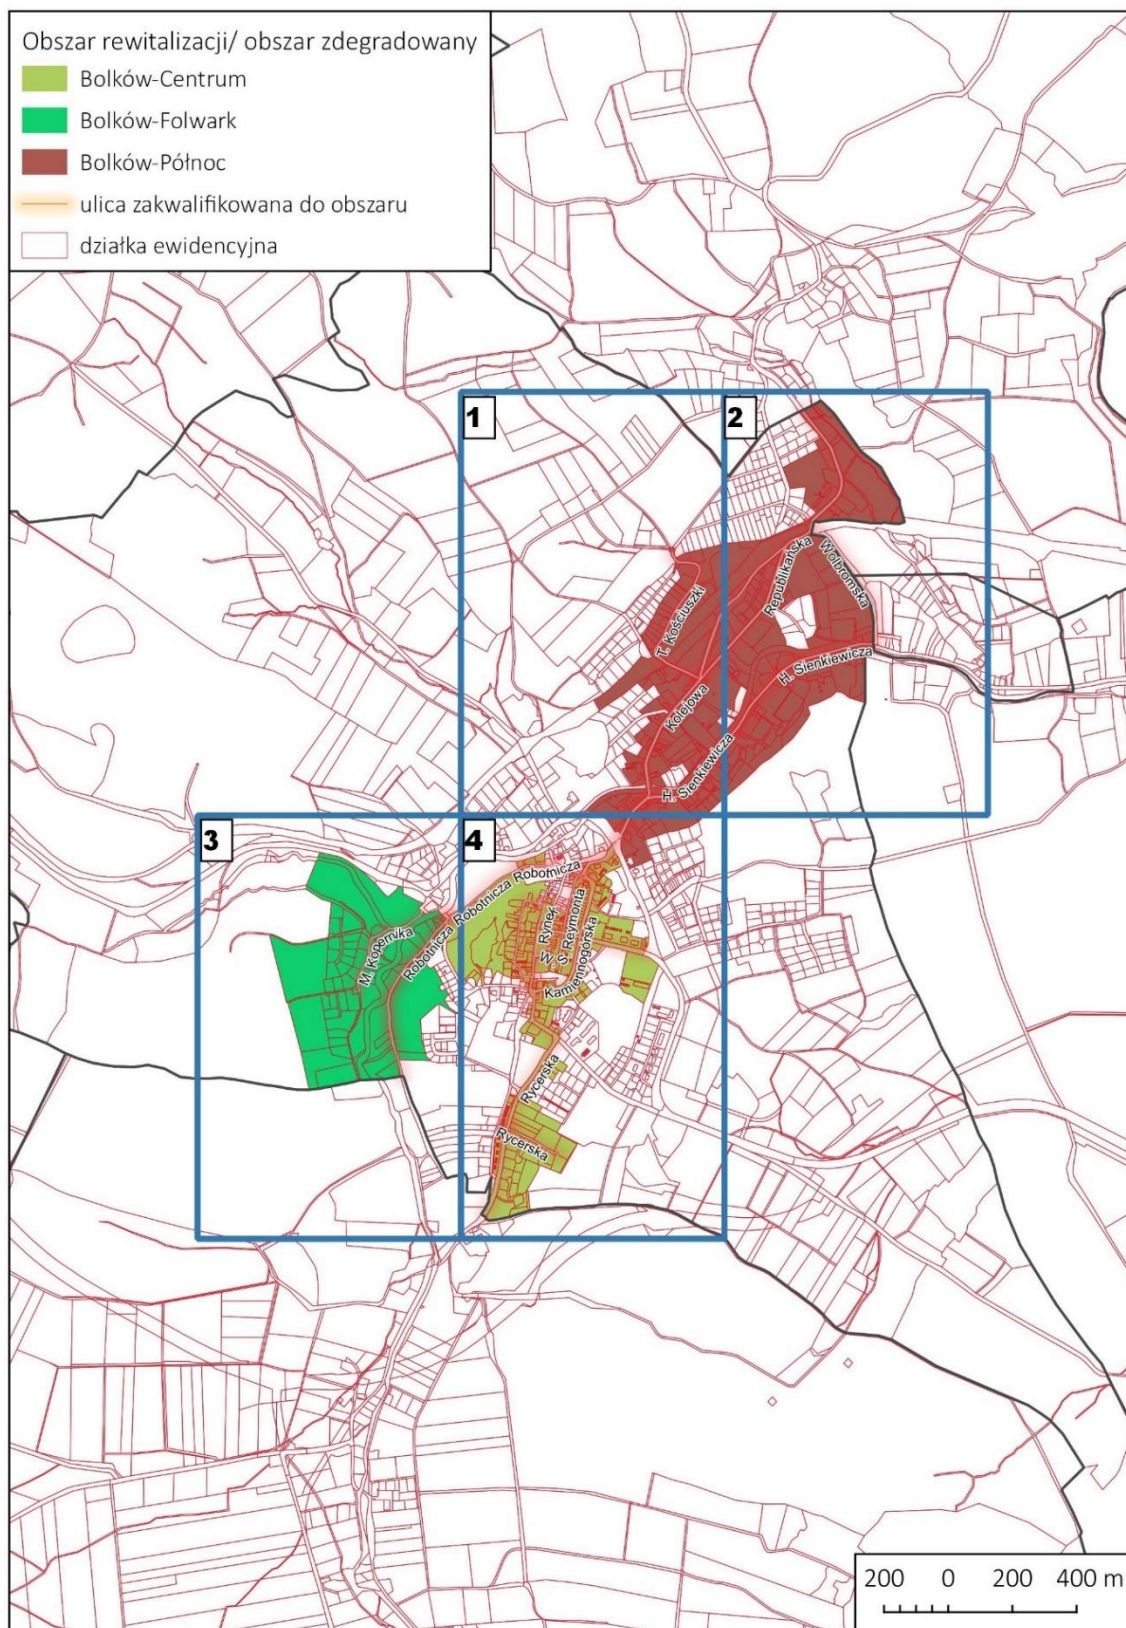 Obszar rewitalizacji/ obszar zdegradowany
Bolków-Centrum
Bolków-Folwark
Bolków-Północ
ulica zakwalifikowana do obszaru
działka ewidencyjna
1
2
Republikańska
Wolbromska
T. Kościuszki
H. Sienkiewicza
Kolejowa
H. Sienkiewicza
3
4
Robotnicza
Robotnicza
Robotnicza
M. Kopernika
Rynek
W. S. Reymonta
Kamiennogórska
Rycerska
Rycerska
200 0 200 400 m